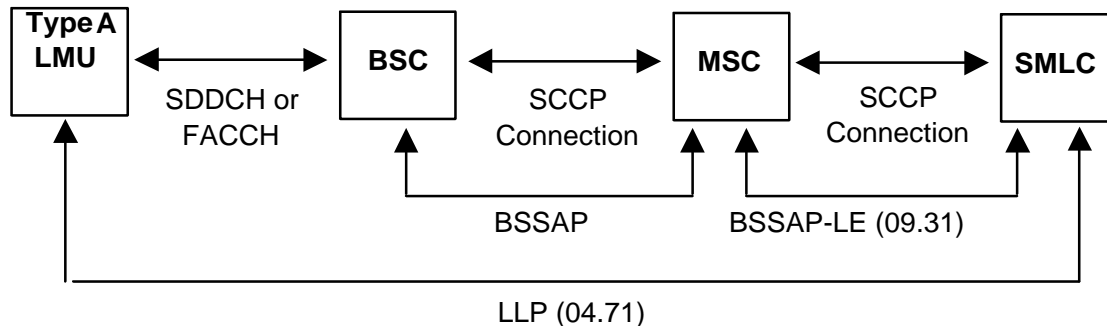 Type A
LMU
BSC
MSC
SMLC
SDDCH or
FACCH
SCCP
Connection
SCCP
Connection
BSSAP
BSSAP-LE (09.31)
LLP (04.71)